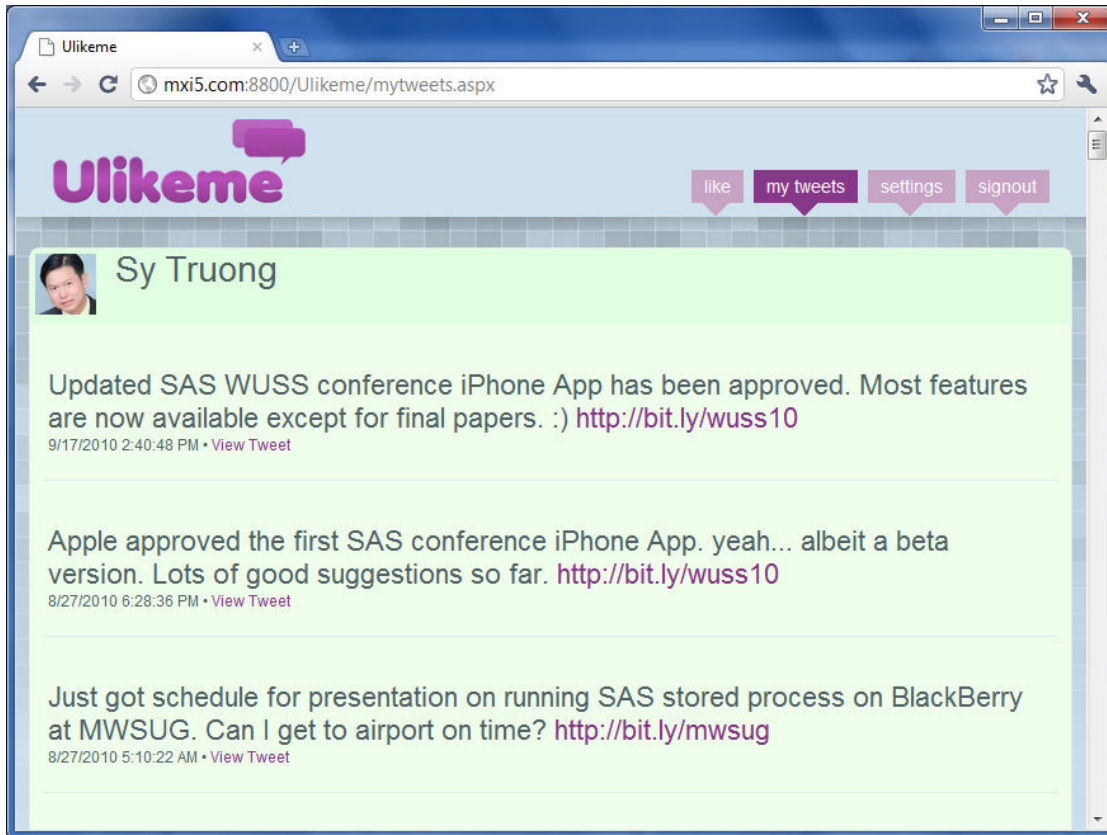 Ulikeme
mxi5.com:8800/Ulikeme/mytweets.aspx
Ulikeme
like my tweets settings signout
Sy Truong
Updated SAS WUSS conference iPhone App has been approved. Most features
are now available except for final papers. :) http://bit.ly/wuss10
9/17/2010 2:40:48 PM • View Tweet
Apple approved the first SAS conference iPhone App. yeah... albeit a beta
version. Lots of good suggestions so far. http://bit.ly/wuss10
8/27/2010 6:28:36 PM • View Tweet
Just got schedule for presentation on running SAS stored process on BlackBerry
at MWSUG. Can I get to airport on time? http://bit.ly/mwsug
8/27/2010 5:10:22 AM • View Tweet